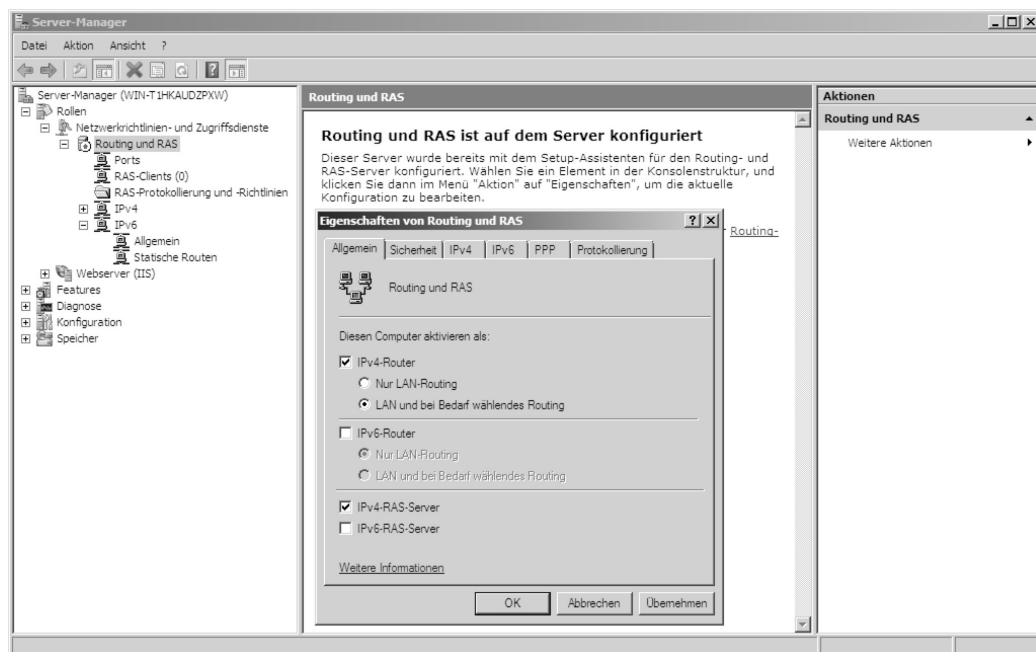 Server-Manager
Datei Aktion Ansicht ?
Server-Manager (WIN-T1HKAUDZPXW)
Rollen
Netzwerkrichtlinien- und Zugriffsdienste
Routing und RAS
Ports
RAS-Clients (0)
RAS-Protokollierung und -Richtlinien
IPv4
IPv6
Allgemein
Statische Routen
Webserver (IIS)
Features
Diagnose
Konfiguration
Speicher
Routing und RAS
Routing und RAS ist auf dem Server konfiguriert
Dieser Server wurde bereits mit dem Setup-Assistenten für den Routing- und
RAS-Server konfiguriert. Wählen Sie ein Element in der Konsolenstruktur, und
klicken Sie dann im Menü "Aktion" auf "Eigenschaften", um die aktuelle
Konfiguration zu bearbeiten.
Routing-
Eigenschaften von Routing und RAS
Allgemein Sicherheit IPv4 IPv6 PPP Protokollierung
Routing und RAS
Diesen Computer aktivieren als:
IPv4-Router
Nur LAN-Routing
LAN und bei Bedarf wählendes Routing
IPv6-Router
Nur LAN-Routing
LAN und bei Bedarf wählendes Routing
IPv4-RAS-Server
IPv6-RAS-Server
Weitere Informationen
OK Abbrechen Übernehmen
Aktionen
Routing und RAS
Weitere Aktionen